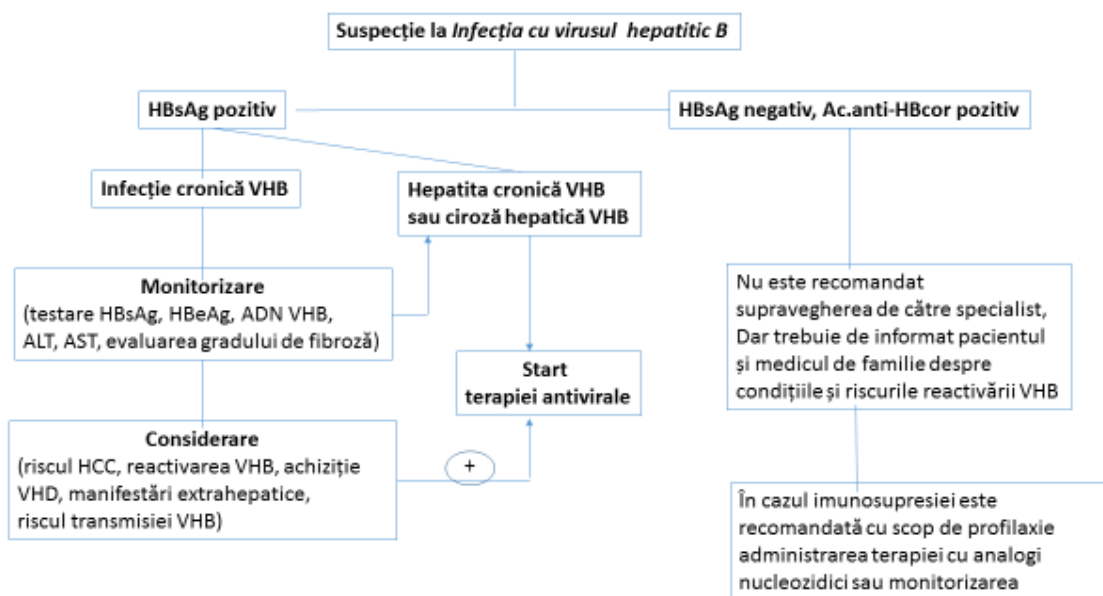 Suspecție la Infecția cu virusul hepatitic B
HBsAg pozitiv
HBsAg negativ, Ac.anti-HBcor pozitiv
Infecție cronică VHB
Hepatita cronică VHB
sau ciroză hepatică VHB
Monitorizare
(testare HBsAg, HBeAg, ADN VHB,
ALT, AST, evaluarea gradului de fibroză)
Nu este recomandat
supravegherea de către specialist,
Dar trebuie de informat pacientul
și medicul de familie despre
condițiile și riscurile reactivării VHB
Start
terapiei antivirale
Considerare
(riscul HCC, reactivarea VHB, achiziție
VHD, manifestări extrahepatice,
riscul transmisiei VHB)
+
În cazul imunosupresiei este
recomandată cu scop de profilaxie
administrarea terapiei cu analogi
nucleozidici sau monitorizarea